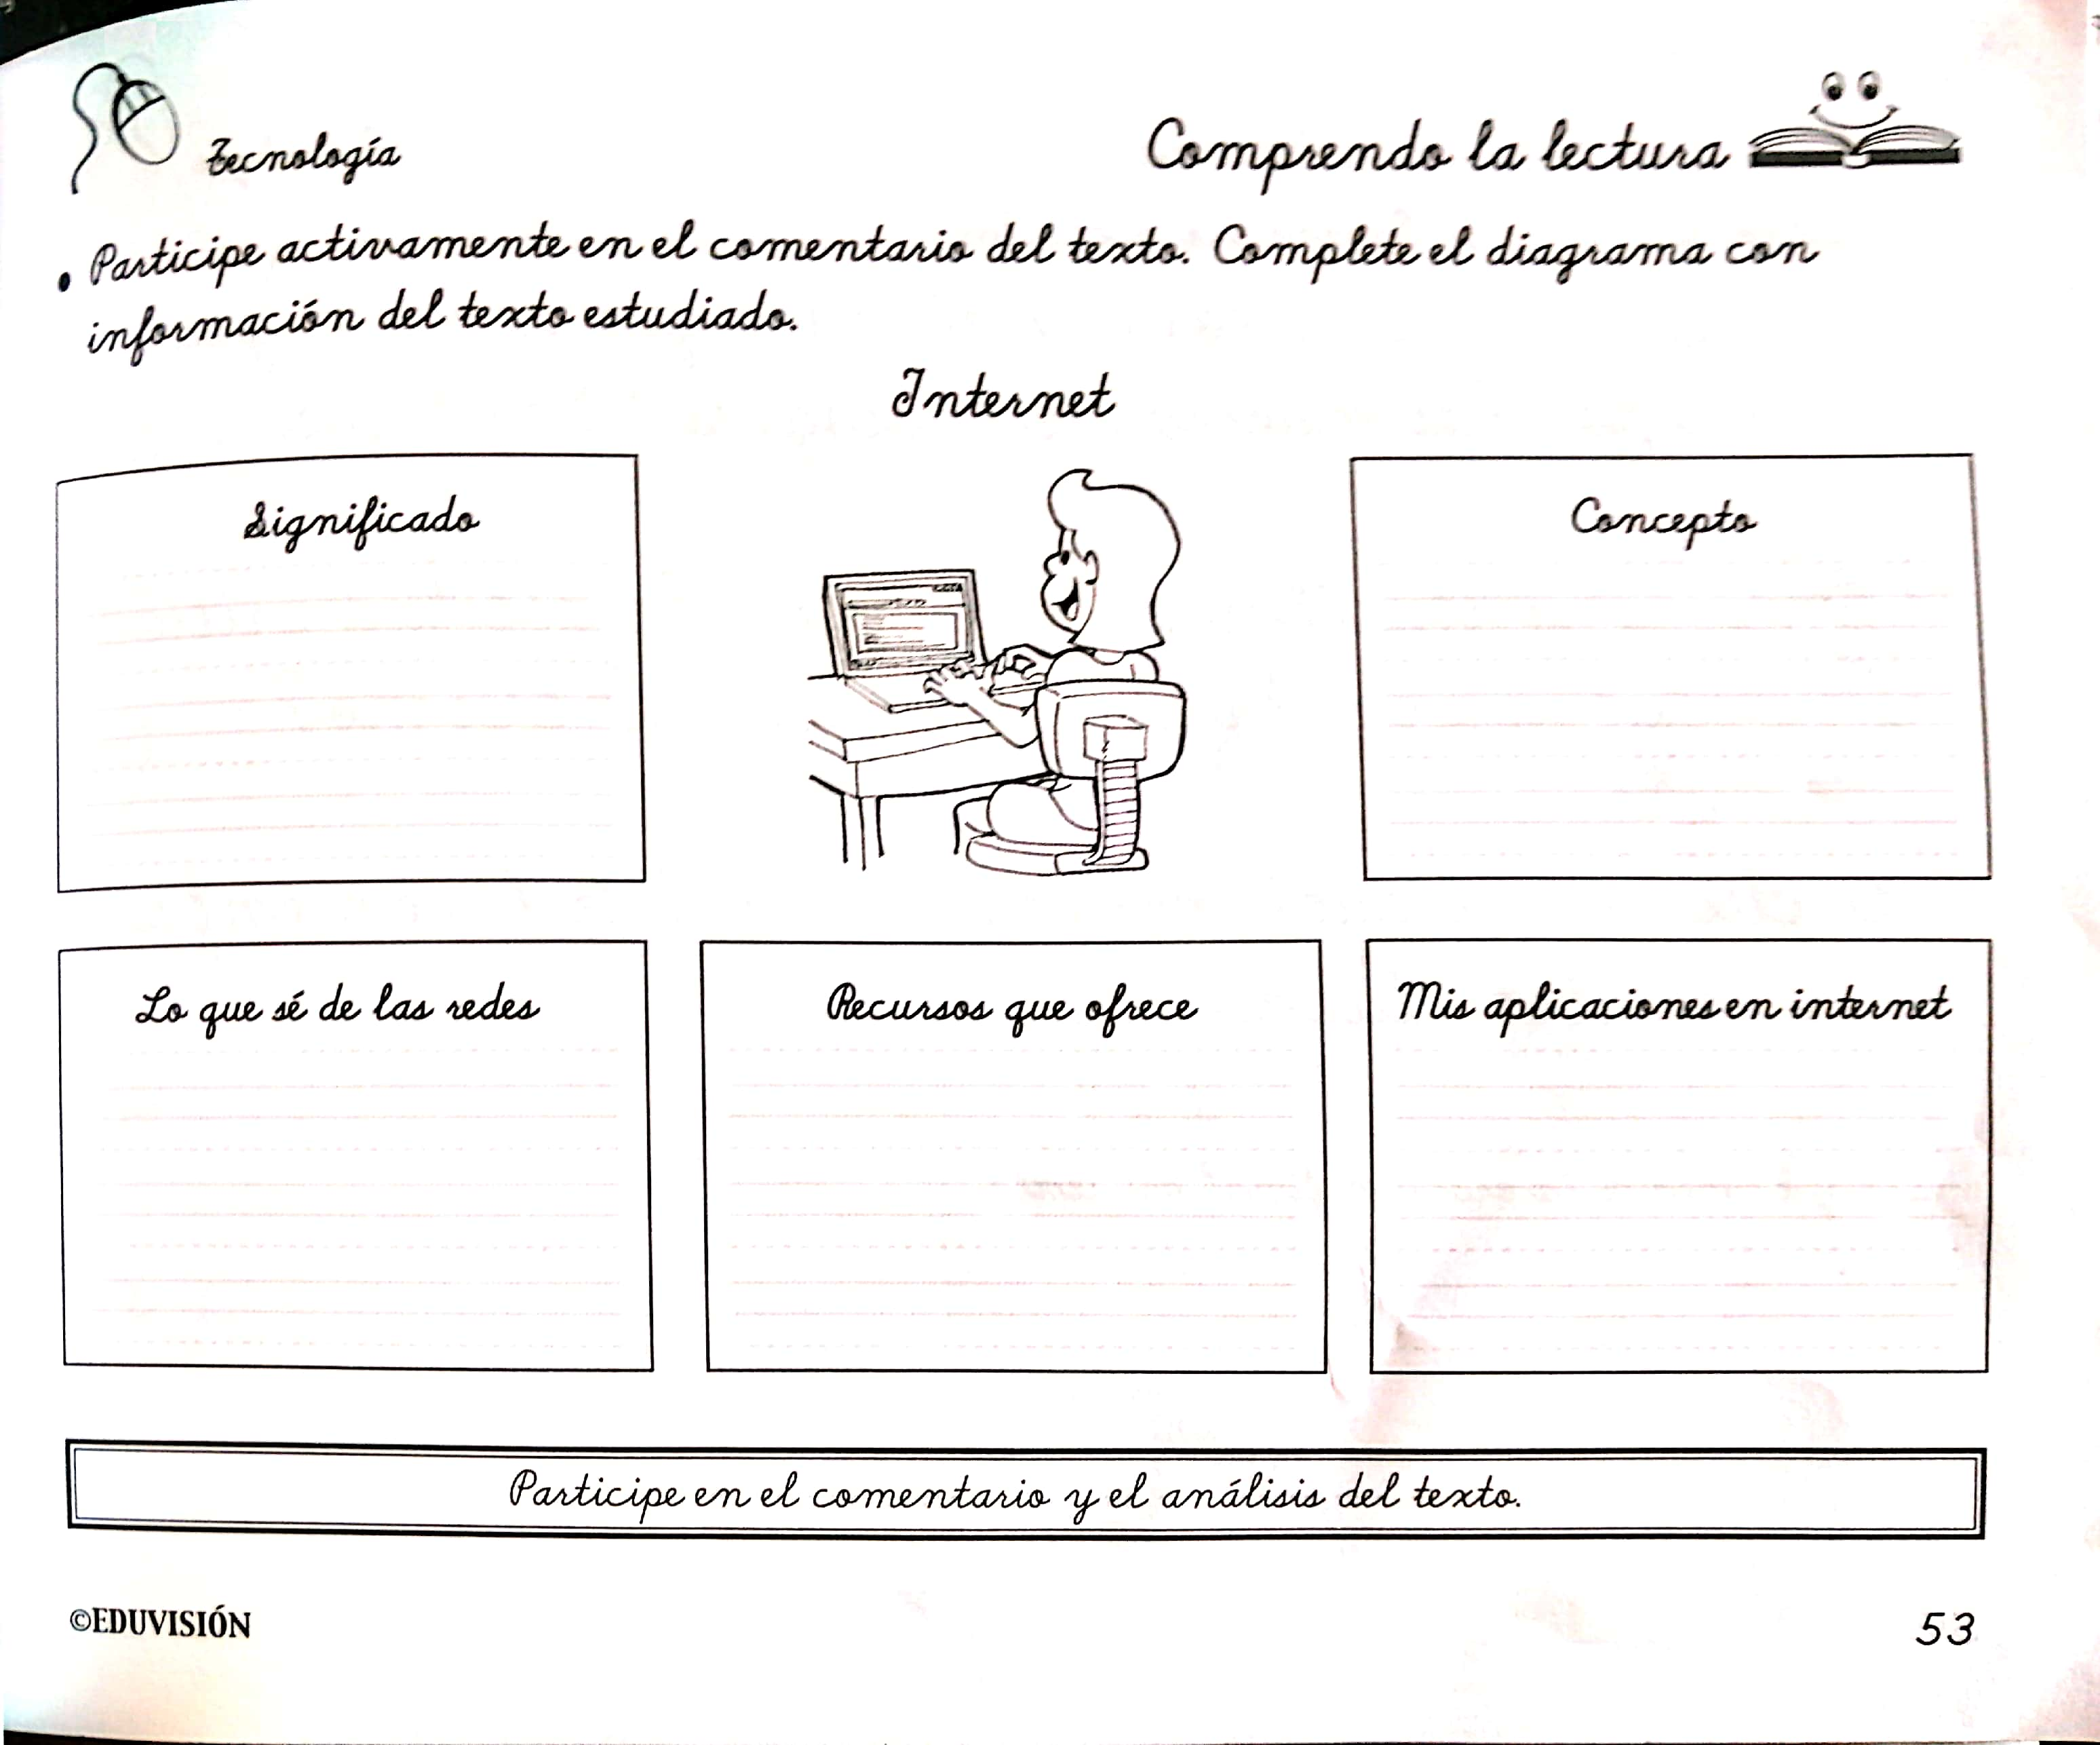 Tecnología
Comprendo la lectura
• Participe activamente en el comentario del texto. Complete el diagrama con
información del texto estudiado.
Internet
Significado
Concepto
Lo que sé de las redes
Recursos que ofrece
Mis aplicaciones en internet
Participe en el comentario y el análisis del texto.
©EDUVISIÓN
53